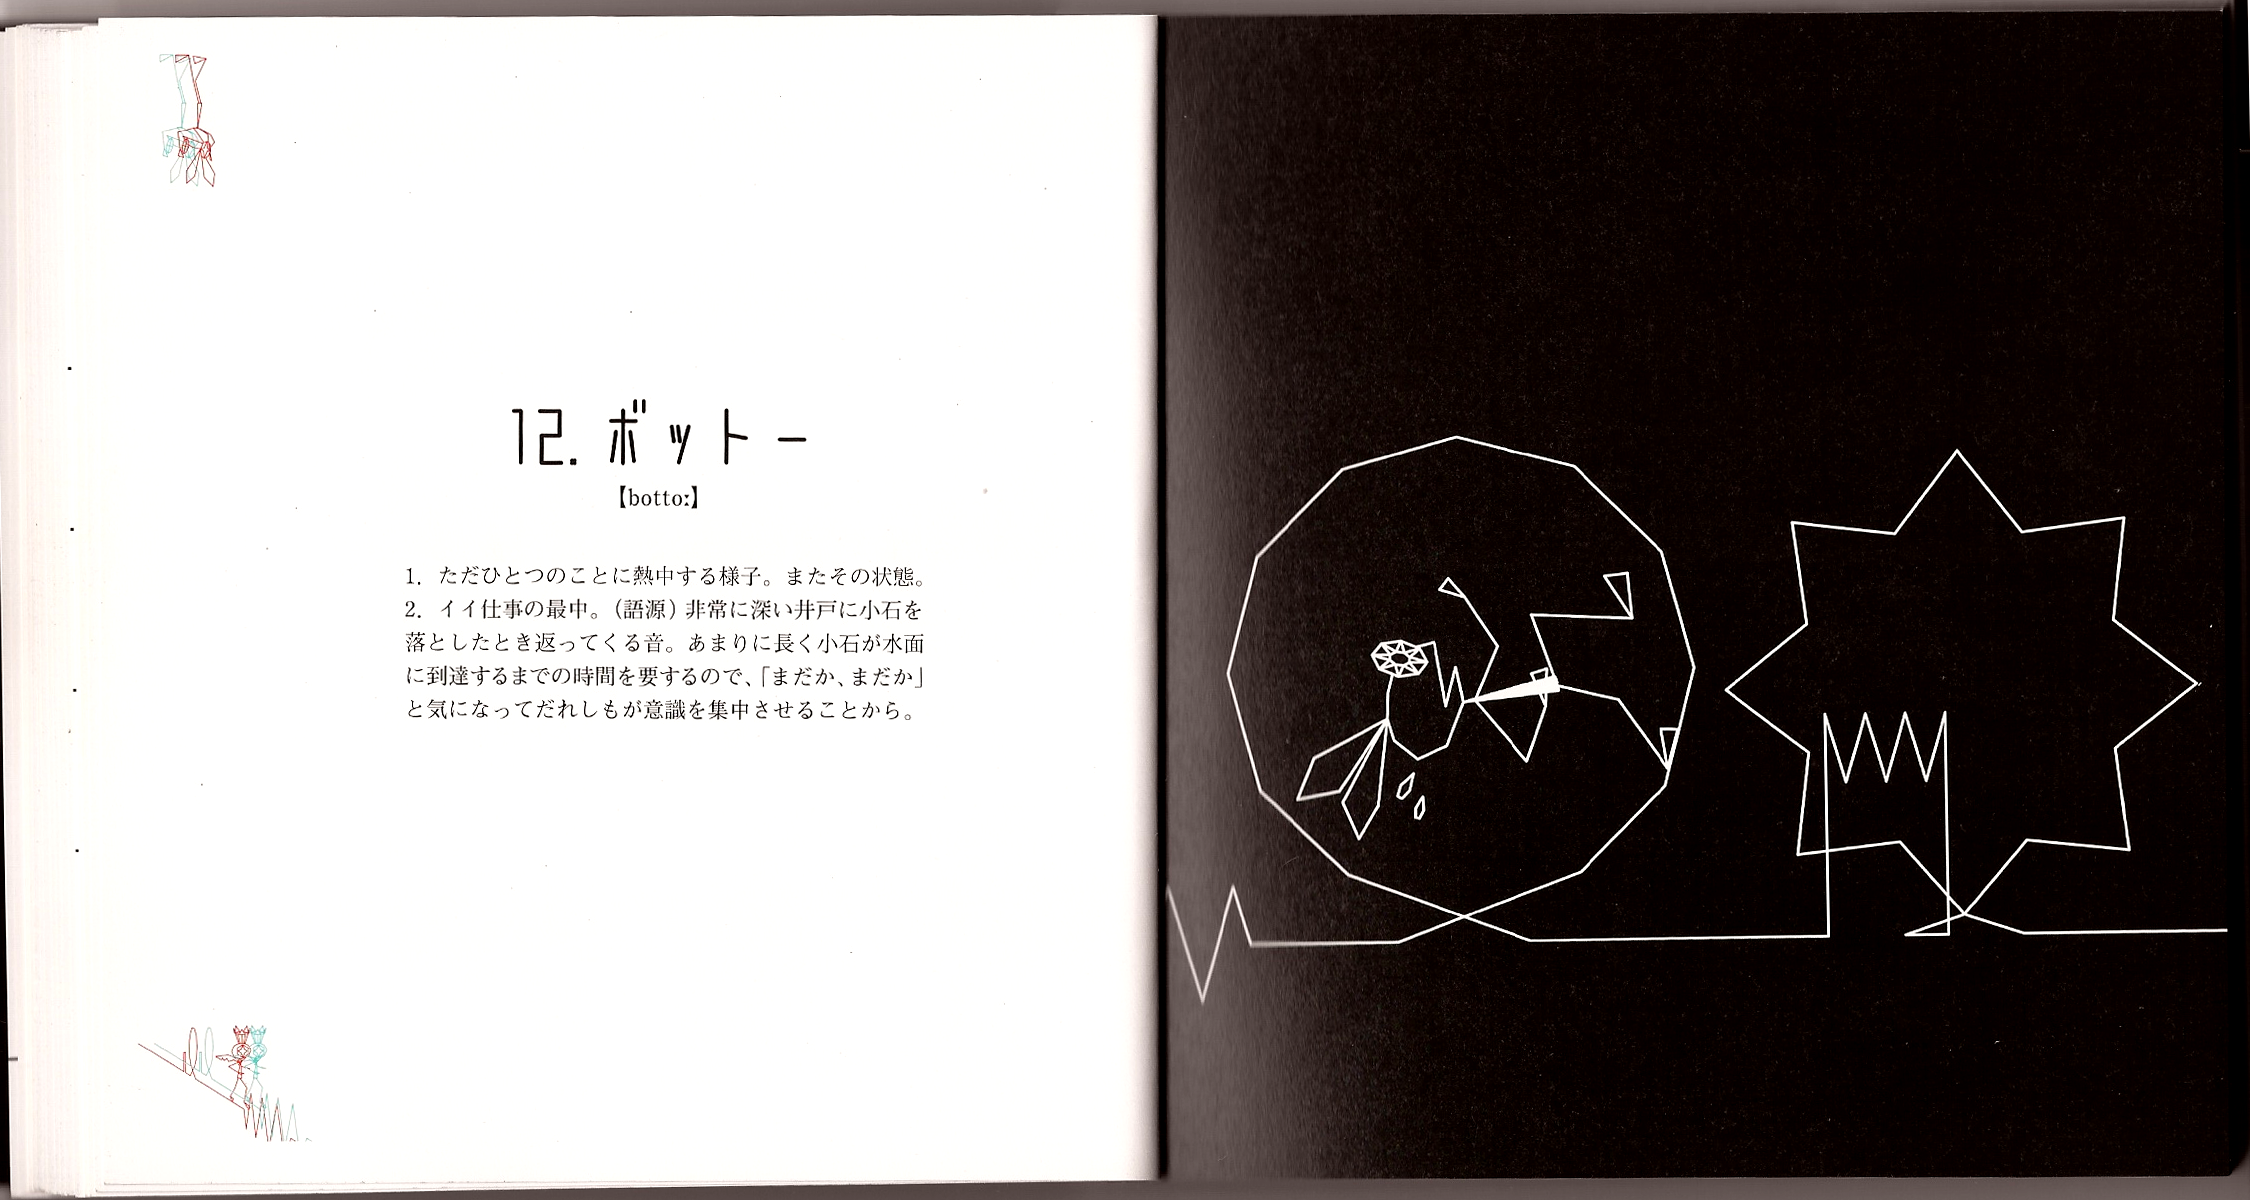 12. ボットー
【bottoː】
1. ただひとつのことに熱中する様子。またその状態。
2. イイ仕事の最中。（語源）非常に深い井戸に小石を
落としたとき返ってくる音。あまりに長く小石が水面
に到達するまでの時間を要するので、「まだか、まだか」
と気になってだれしもが意識を集中させることから。